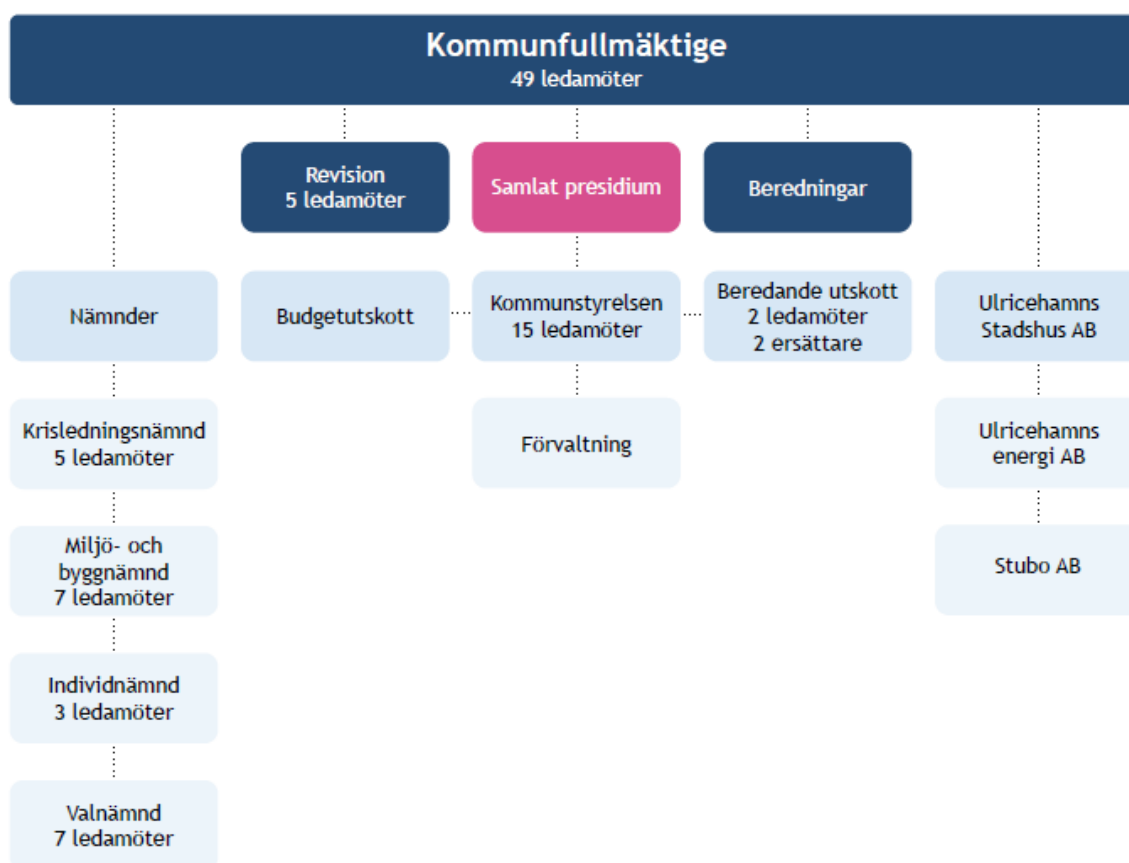 Kommunfullmäktige
49 ledamöter
Revision
5 ledamöter
Samlat presidium
Beredningar
Nämnder
Budgetutskott
Kommunstyrelsen
15 ledamöter
Beredande utskott
2 ledamöter
2 ersättare
Ulricehamns
Stadshus AB
Krisledningsnämnd
5 ledamöter
Förvaltning
Ulricehamns
energi AB
Miljö- och
byggnämnd
7 ledamöter
Stubo AB
Individnämnd
3 ledamöter
Valnämnd
7 ledamöter